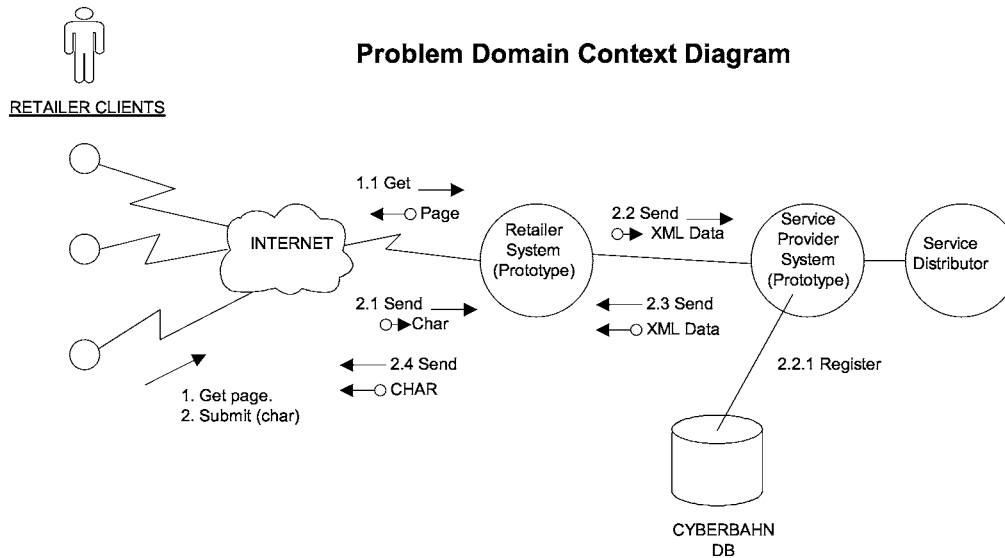 Problem Domain Context Diagram
RETAILER CLIENTS
1.1 Get
Page
INTERNET
Retailer
System
(Prototype)
2.2 Send
XML Data
Service
Provider
System
(Prototype)
Service
Distributor
2.1 Send
Char
2.3 Send
XML Data
2.4 Send
CHAR
1. Get page.
2. Submit (char)
2.2.1 Register
CYBERBAHN
DB